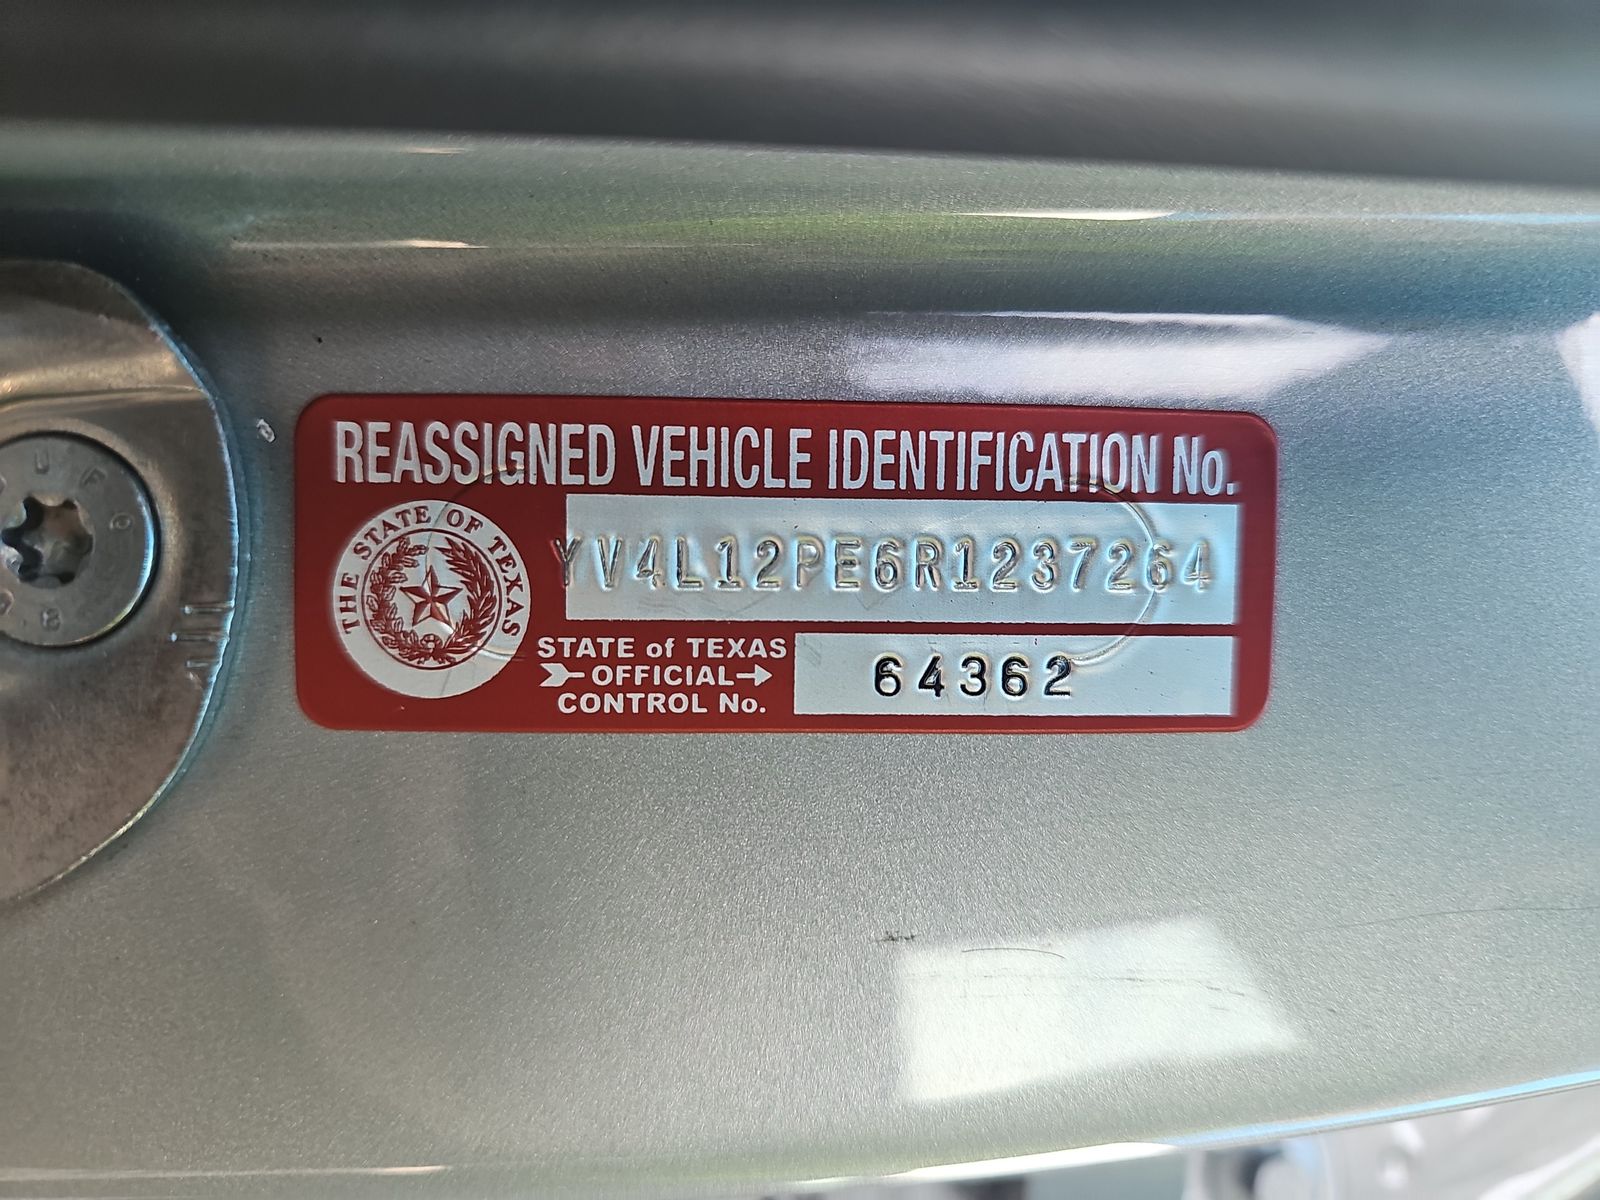 REASSIGNED VEHICLE IDENTIFICATION No.
THE STATE OF TEXAS
YV4L12PE6R1237264
STATE of TEXAS
OFFICIAL
CONTROL No.
64362